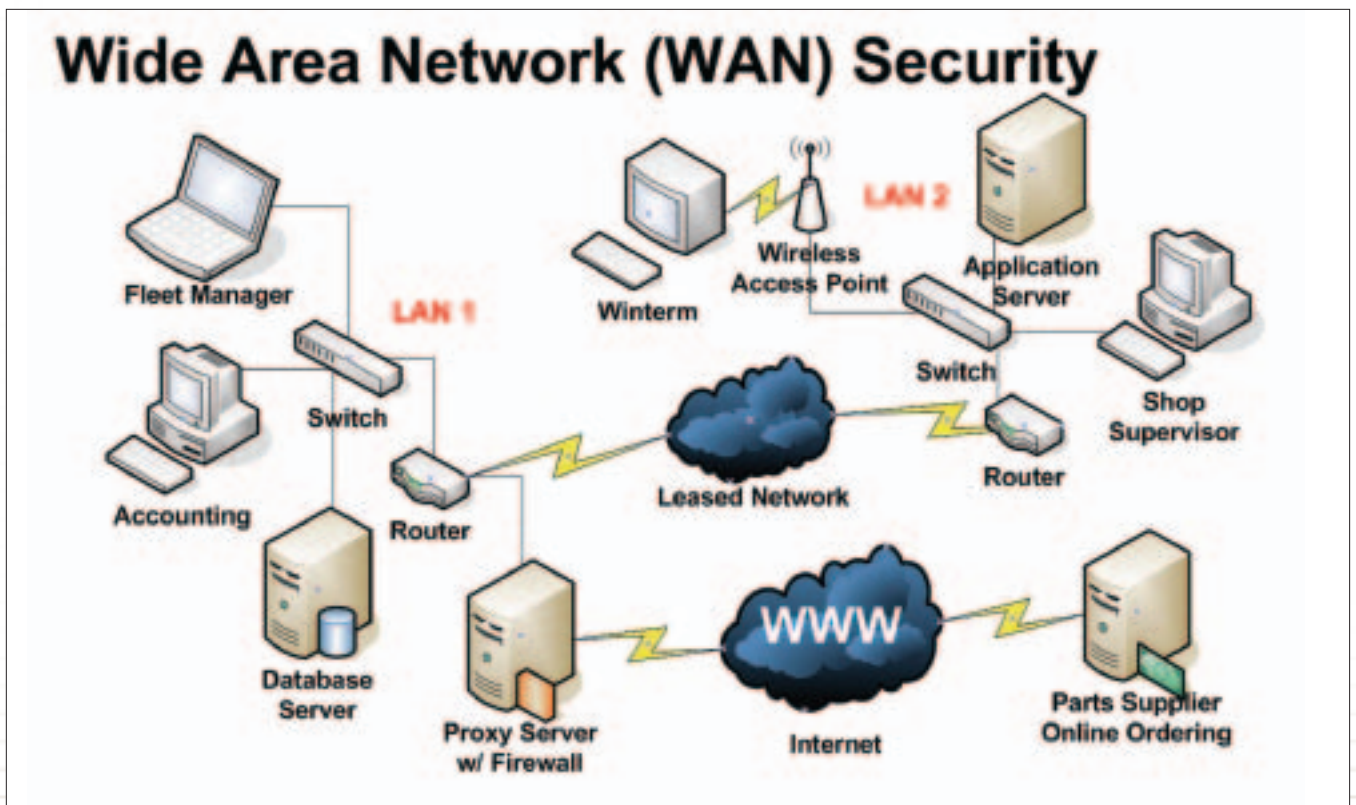 Wide Area Network (WAN) Security
Fleet Manager
LAN 1
Switch
Accounting
Router
Database
Server
Proxy Server
w/ Firewall
Winterm
Wireless
Access Point
LAN 2
Application
Server
Switch
Shop
Supervisor
Router
Leased Network
WWW
Internet
Parts Supplier
Online Ordering